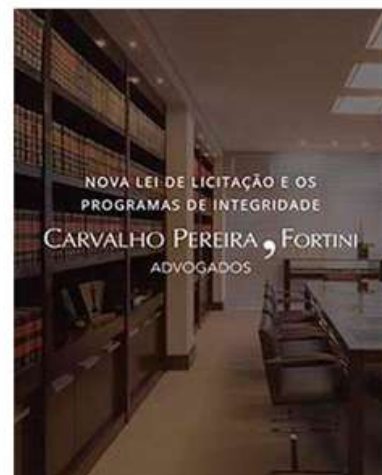 NOVA LEI DE LICITAÇÃO E OS
PROGRAMAS DE INTEGRIDADE
CARVALHO PEREIRA, FORTINI
ADVOGADOS